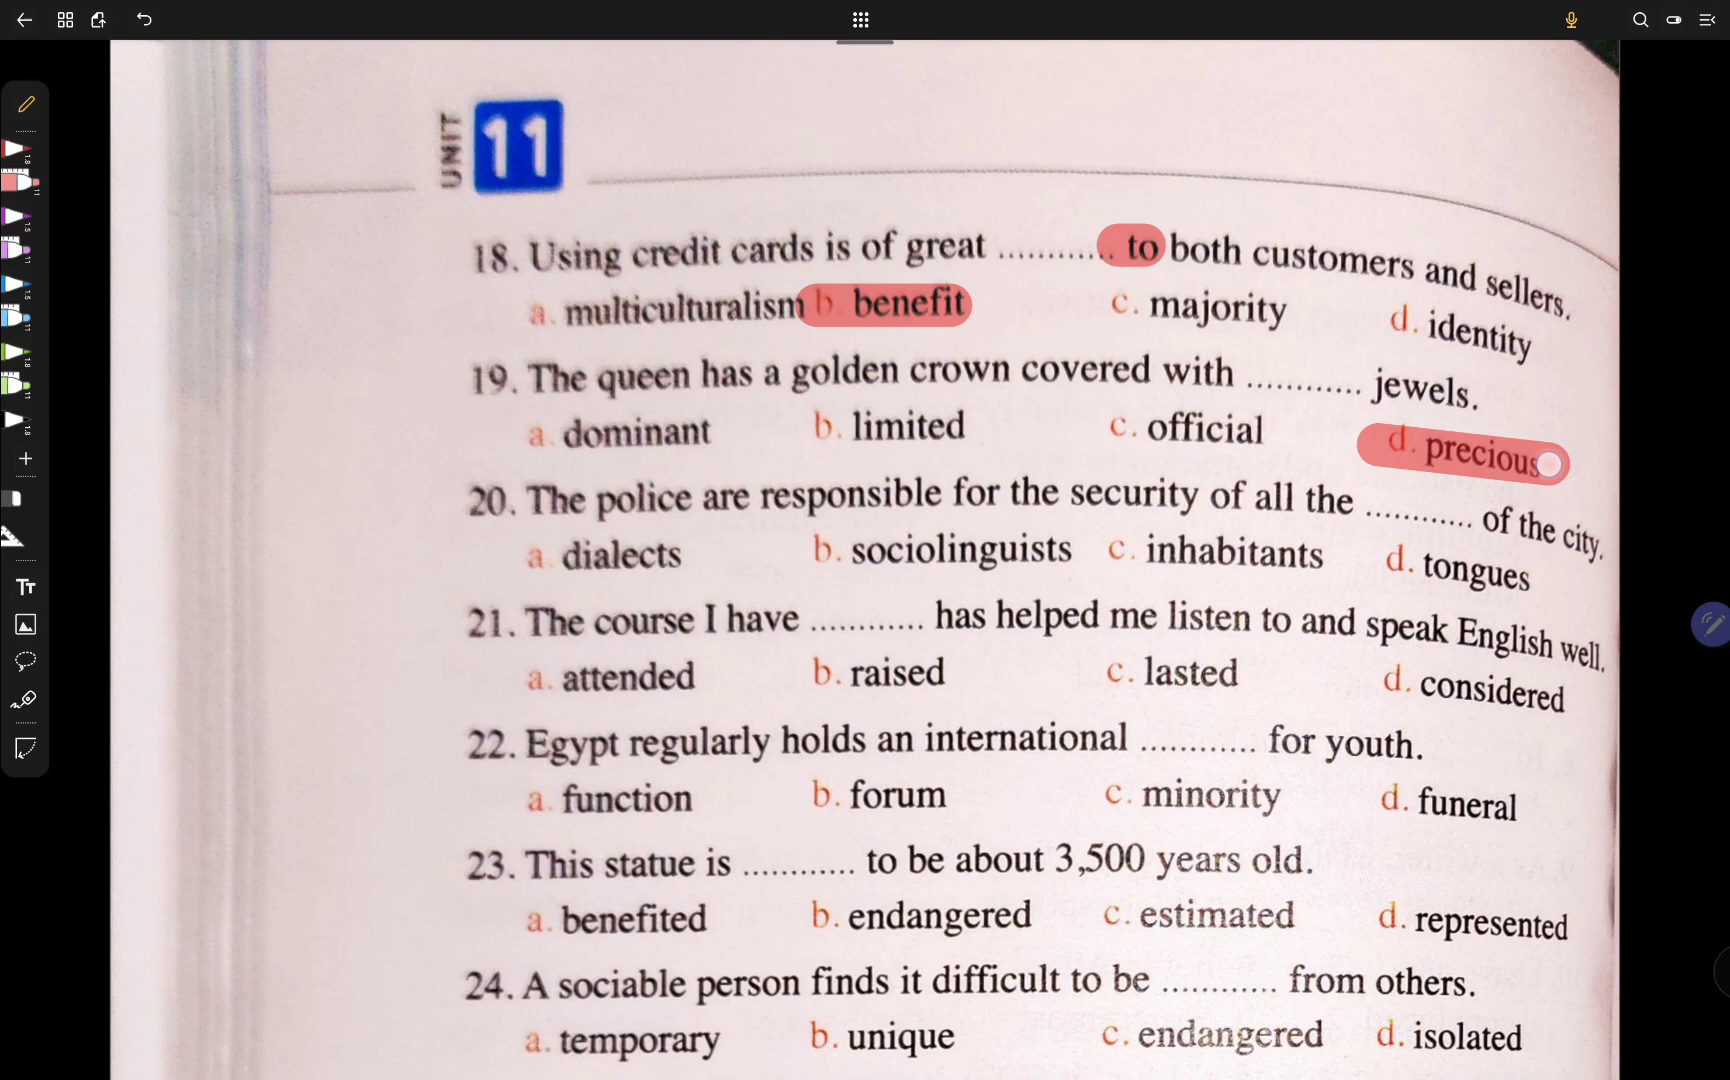 UNIT 11
18. Using credit cards is of great ............ to both customers and sellers.
a. multiculturalism b. benefit c. majority d. identity
19. The queen has a golden crown covered with ............ jewels.
a. dominant b. limited c. official d. precious
20. The police are responsible for the security of all the ............ of the city.
a. dialects b. sociolinguists c. inhabitants d. tongues
21. The course I have ............ has helped me listen to and speak English well.
a. attended b. raised c. lasted d. considered
22. Egypt regularly holds an international ............ for youth.
a. function b. forum c. minority d. funeral
23. This statue is ............ to be about 3,500 years old.
a. benefited b. endangered c. estimated d. represented
24. A sociable person finds it difficult to be ............ from others.
a. temporary b. unique c. endangered d. isolated